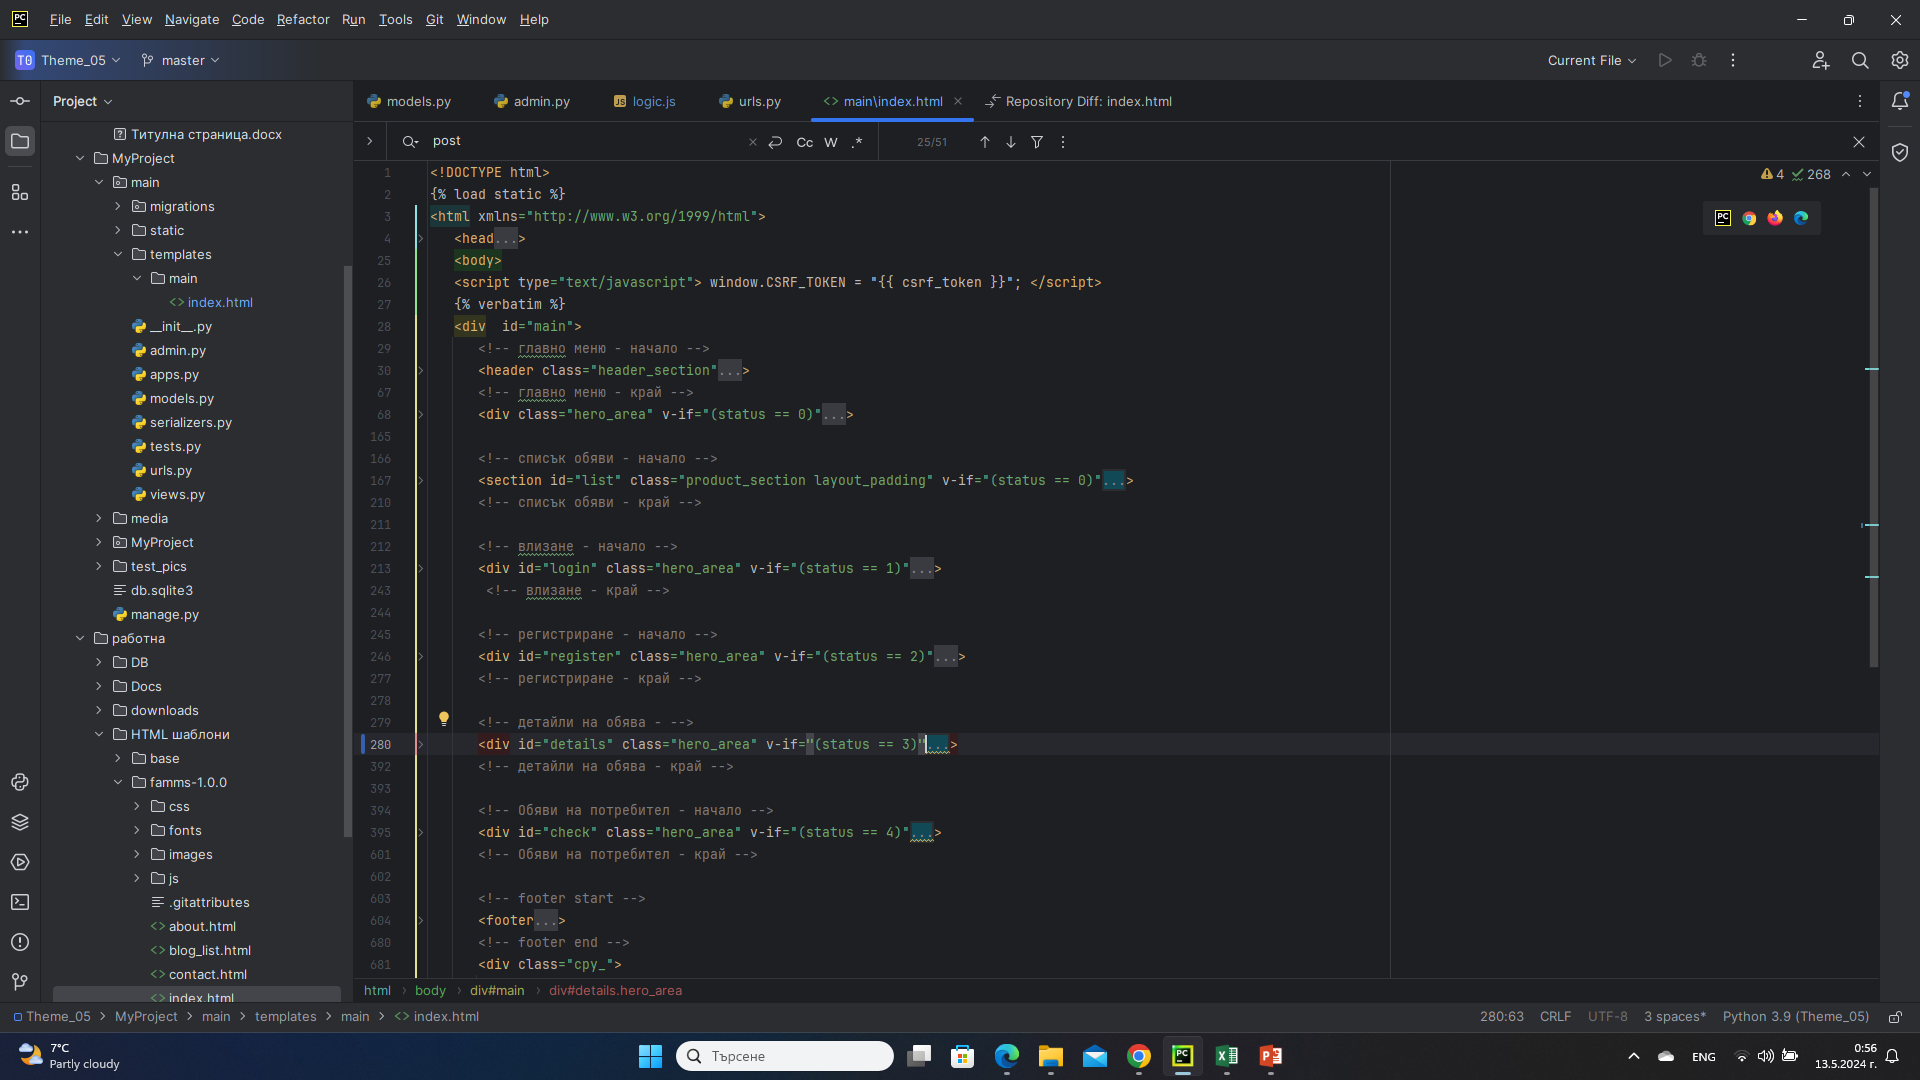 PC File Edit View Navigate Code Refactor Run Tools Git Window Help
T0 Theme_05 master Current File
Project models.py admin.py JS logic.js urls.py <> main\index.html Repository Diff: index.html
Титулна страница.docx
post Cc W .* 25/51
MyProject
main
migrations
static
templates
main
<> index.html
__init__.py
admin.py
apps.py
models.py
serializers.py
tests.py
urls.py
views.py
media
MyProject
test_pics
db.sqlite3
manage.py
работна
DB
Docs
downloads
HTML шаблони
base
famms-1.0.0
css
fonts
images
js
.gitattributes
<> about.html
<> blog_list.html
<> contact.html
<> index.html
4 268
1 <!DOCTYPE html>
2 {% load static %}
3 <html xmlns="http://www.w3.org/1999/html">
4 <head...>
25 <body>
26 <script type="text/javascript"> window.CSRF_TOKEN = "{{ csrf_token }}"; </script>
27 {% verbatim %}
28 <div  id="main">
29 <!-- главно меню - начало -->
30 <header class="header_section"...>
67 <!-- главно меню - край -->
68 <div class="hero_area" v-if="(status == 0)"...>
165
166 <!-- списък обяви - начало -->
167 <section id="list" class="product_section layout_padding" v-if="(status == 0)"...>
210 <!-- списък обяви - край -->
211
212 <!-- влизане - начало -->
213 <div id="login" class="hero_area" v-if="(status == 1)"...>
243 <!-- влизане - край -->
244
245 <!-- регистриране - начало -->
246 <div id="register" class="hero_area" v-if="(status == 2)"...>
277 <!-- регистриране - край -->
278
279 <!-- детайли на обява - -->
280 <div id="details" class="hero_area" v-if="(status == 3)"...>
392 <!-- детайли на обява - край -->
393
394 <!-- Обяви на потребител - начало -->
395 <div id="check" class="hero_area" v-if="(status == 4)"...>
601 <!-- Обяви на потребител - край -->
602
603 <!-- footer start -->
604 <footer...>
680 <!-- footer end -->
681 <div class="cpy_">
html > body > div#main > div#details.hero_area
Theme_05 > MyProject > main > templates > main > <> index.html 280:63 CRLF UTF-8 3 spaces* Python 3.9 (Theme_05)
7°C
Partly cloudy
Търсене
ENG
0:56
13.5.2024 г.